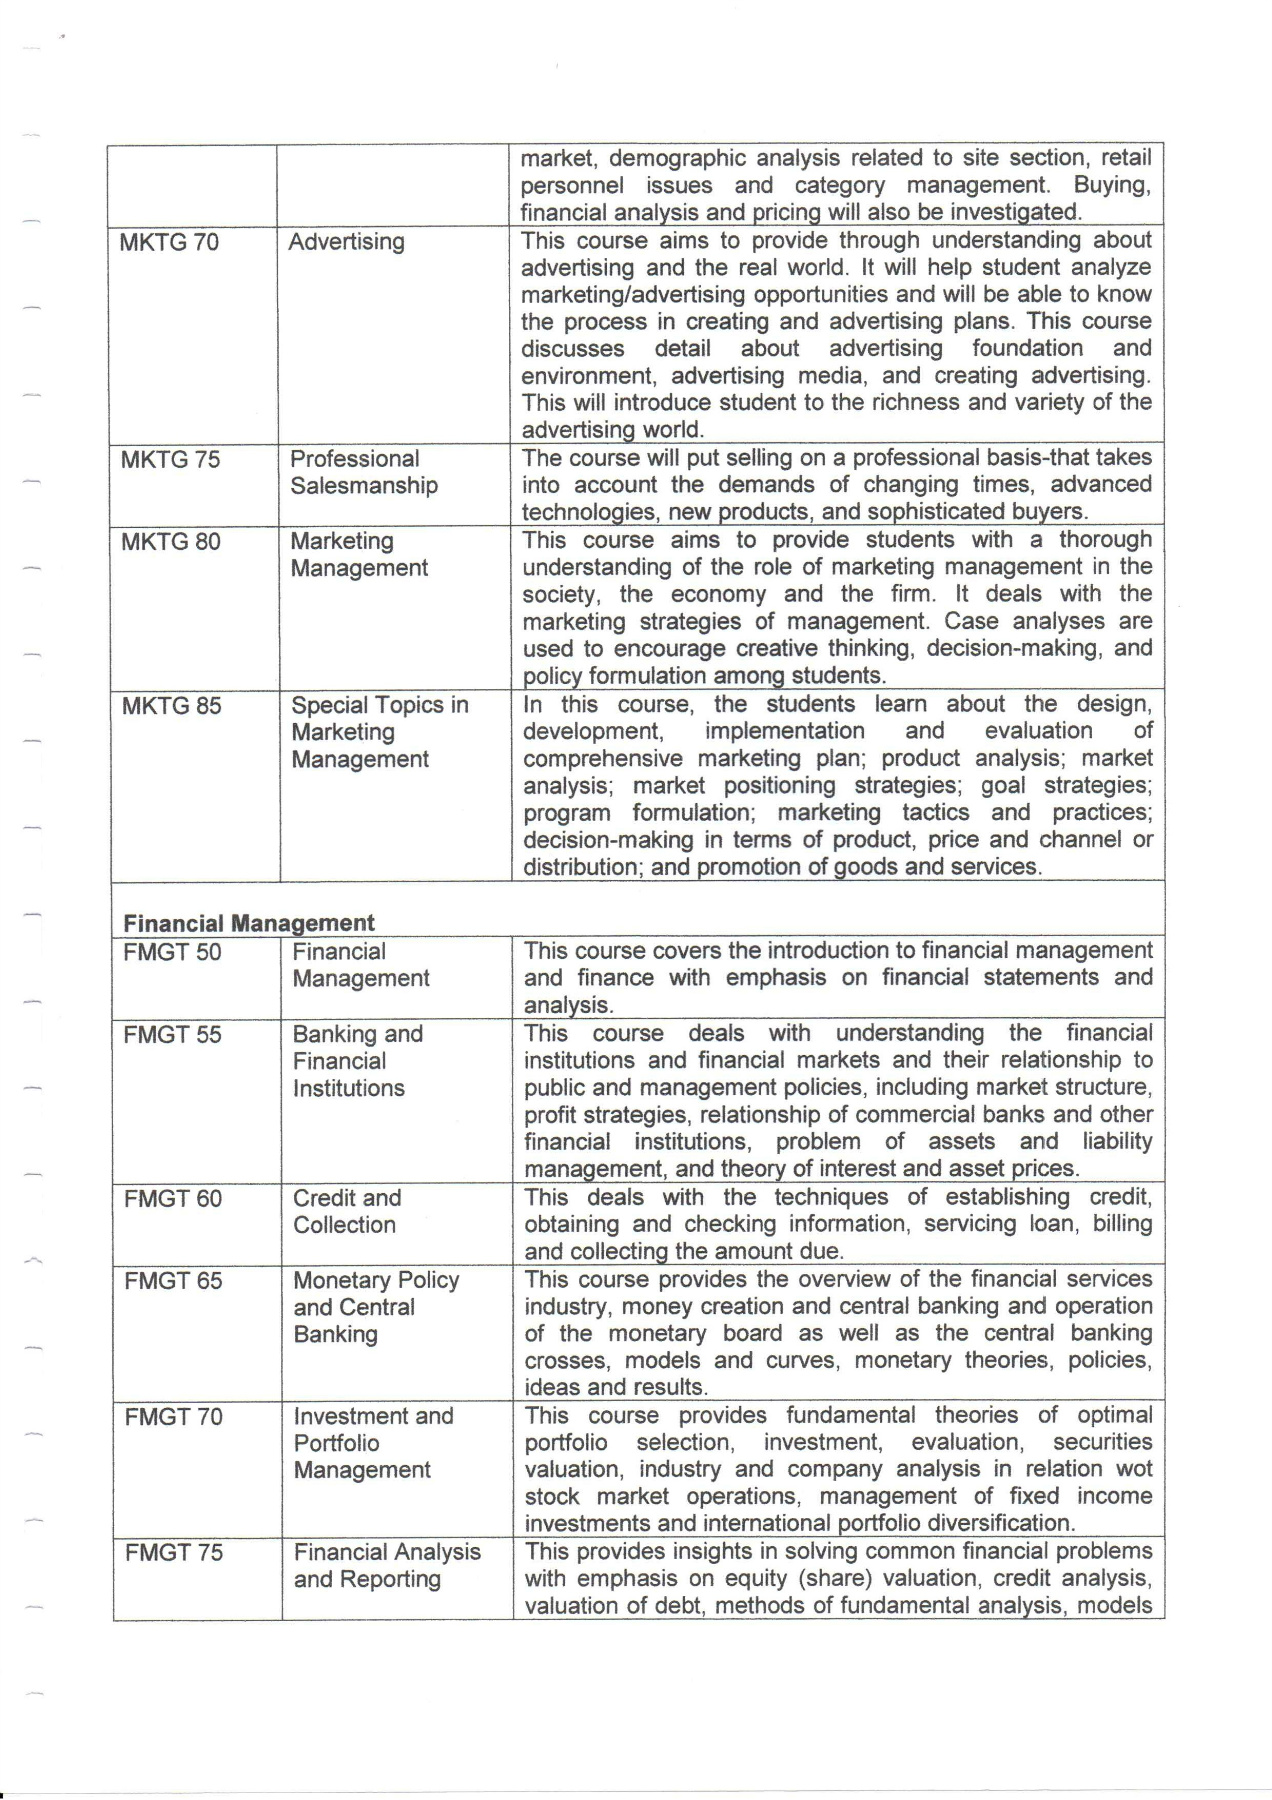 market, demographic analysis related to site section, retail
personnel issues and category management. Buying,
financial analysis and pricing will also be investigated.
MKTG 70 Advertising This course aims to provide through understanding about
advertising and the real world. It will help student analyze
marketing/advertising opportunities and will be able to know
the process in creating and advertising plans. This course
discusses detail about advertising foundation and
environment, advertising media, and creating advertising.
This will introduce student to the richness and variety of the
advertising world.
MKTG 75 Professional The course will put selling on a professional basis-that takes
Salesmanship into account the demands of changing times, advanced
technologies, new products, and sophisticated buyers.
MKTG 80 Marketing This course aims to provide students with a thorough
Management understanding of the role of marketing management in the
society, the economy and the firm. It deals with the
marketing strategies of management. Case analyses are
used to encourage creative thinking, decision-making, and
policy formulation among students.
MKTG 85 Special Topics in In this course, the students learn about the design,
Marketing development, implementation and evaluation of
Management comprehensive marketing plan; product analysis; market
analysis; market positioning strategies; goal strategies;
program formulation; marketing tactics and practices;
decision-making in terms of product, price and channel or
distribution; and promotion of goods and services.
Financial Management
FMGT 50 Financial This course covers the introduction to financial management
Management and finance with emphasis on financial statements and
analysis.
FMGT 55 Banking and This course deals with understanding the financial
Financial institutions and financial markets and their relationship to
Institutions public and management policies, including market structure,
profit strategies, relationship of commercial banks and other
financial institutions, problem of assets and liability
management, and theory of interest and asset prices.
FMGT 60 Credit and This deals with the techniques of establishing credit,
Collection obtaining and checking information, servicing loan, billing
and collecting the amount due.
FMGT 65 Monetary Policy This course provides the overview of the financial services
and Central industry, money creation and central banking and operation
Banking of the monetary board as well as the central banking
crosses, models and curves, monetary theories, policies,
ideas and results.
FMGT 70 Investment and This course provides fundamental theories of optimal
Portfolio portfolio selection, investment, evaluation, securities
Management valuation, industry and company analysis in relation wot
stock market operations, management of fixed income
investments and international portfolio diversification.
FMGT 75 Financial Analysis This provides insights in solving common financial problems
and Reporting with emphasis on equity (share) valuation, credit analysis,
valuation of debt, methods of fundamental analysis, models